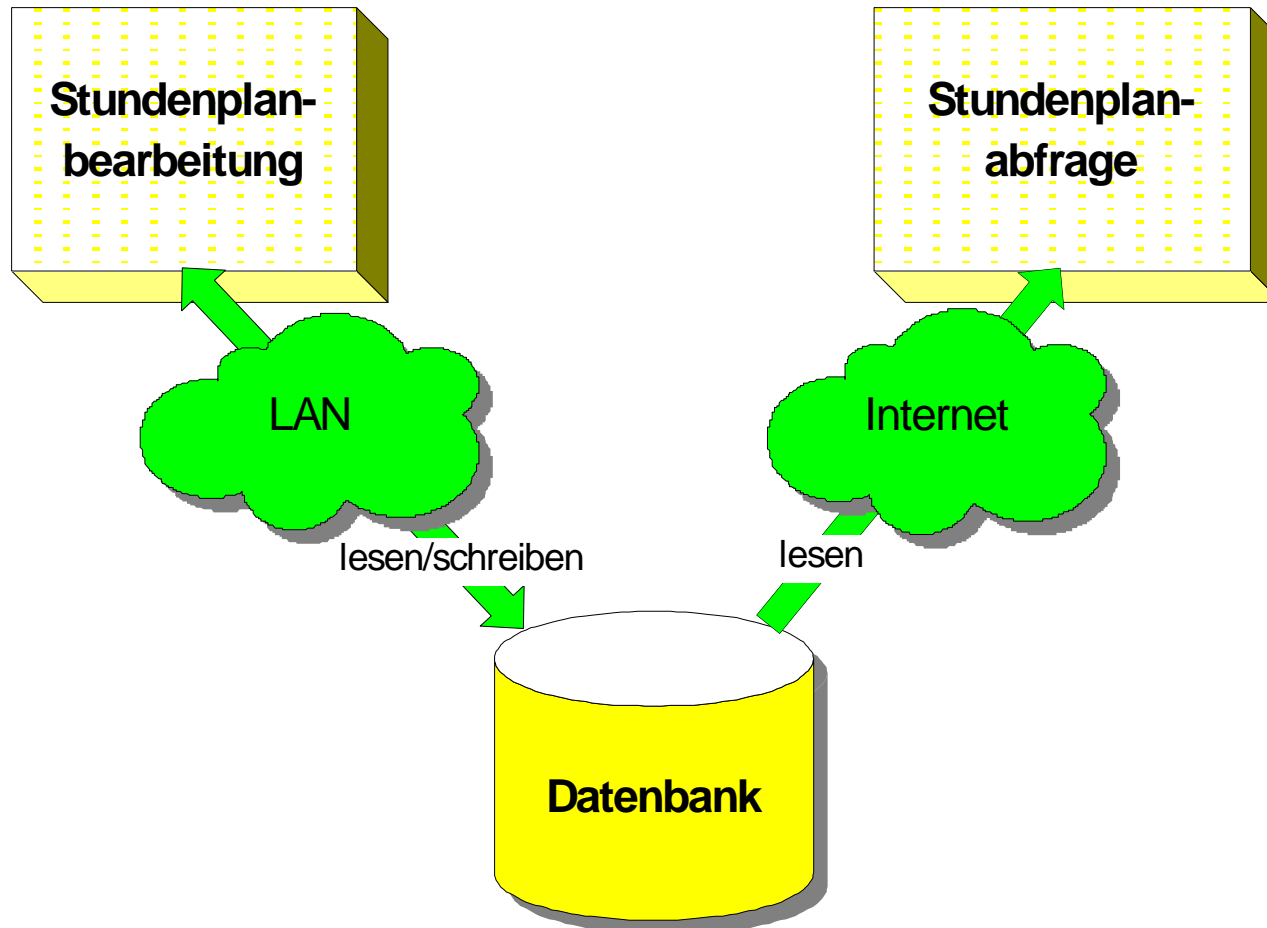 Stundenplan-
bearbeitung
Stundenplan-
abfrage
LAN
Internet
lesen/schreiben
lesen
Datenbank